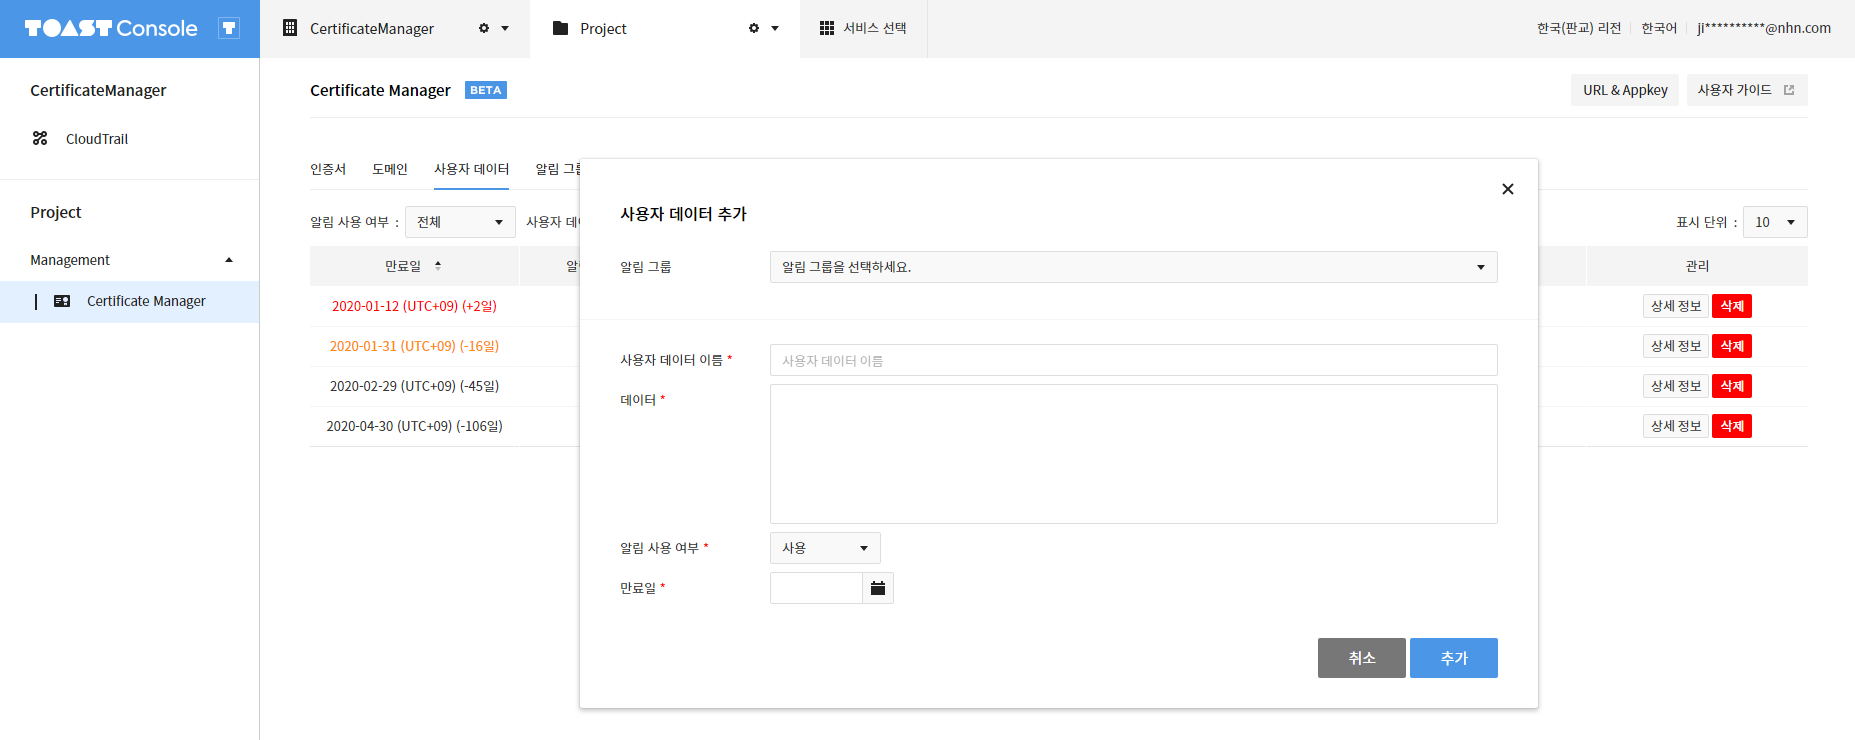 TOAST Console
CertificateManager
Project
서비스 선택
한국(판교) 리전
한국어
ji**********@nhn.com
CertificateManager
CloudTrail
Project
Management
Certificate Manager
Certificate Manager BETA
URL & Appkey
사용자 가이드
인증서 도메인 사용자 데이터 알림 그룹
알림 사용 여부 : 전체 사용자 데이
표시 단위 : 10
만료일
알
관리
2020-01-12 (UTC+09) (+2일)
상세 정보 삭제
2020-01-31 (UTC+09) (-16일)
상세 정보 삭제
2020-02-29 (UTC+09) (-45일)
상세 정보 삭제
2020-04-30 (UTC+09) (-106일)
상세 정보 삭제
사용자 데이터 추가
알림 그룹 알림 그룹을 선택하세요.
사용자 데이터 이름 * 사용자 데이터 이름
데이터 *
알림 사용 여부 * 사용
만료일 *
취소 추가